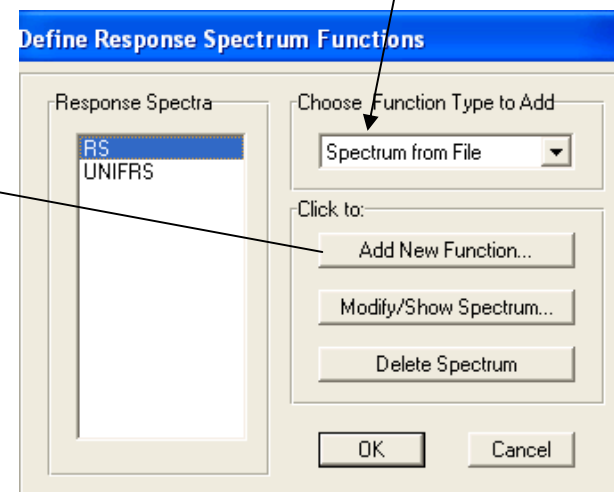 Define Response Spectrum Functions
Response Spectra
RS
UNIFRS
Choose Function Type to Add
Spectrum from File
Click to:
Add New Function...
Modify/Show Spectrum...
Delete Spectrum
OK
Cancel